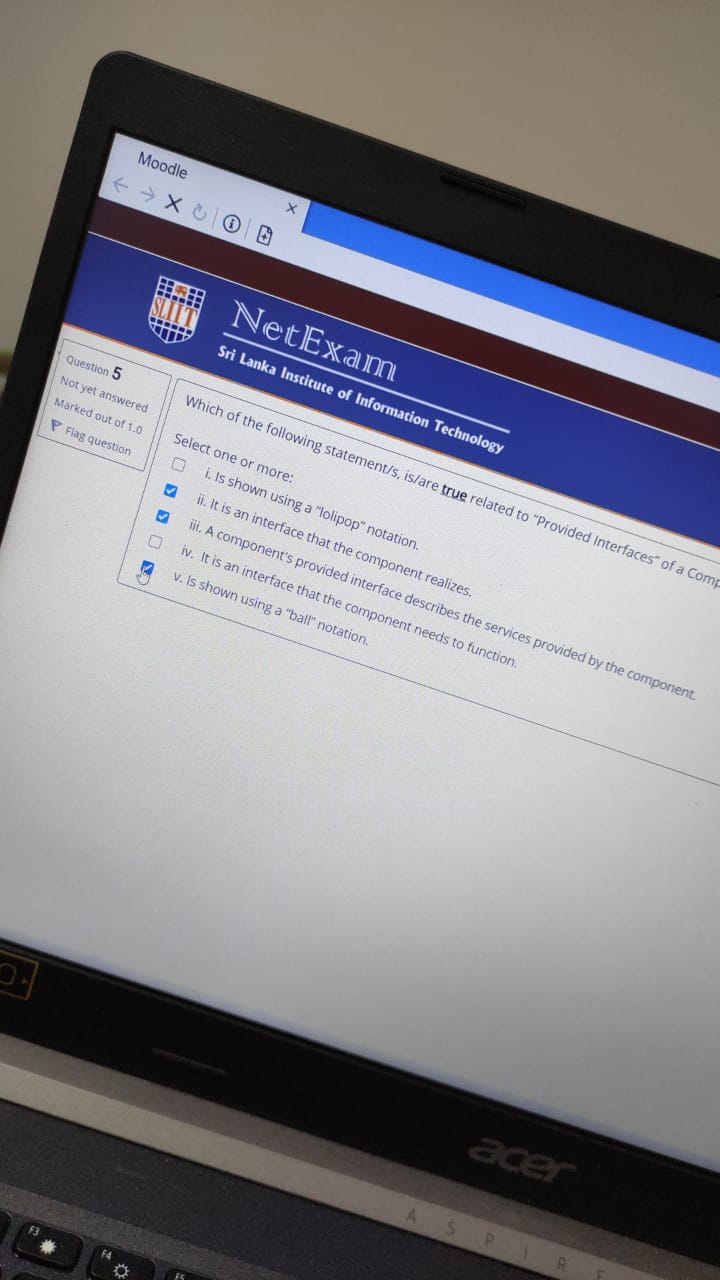 Moodle
SLIIT
NetExam
Sri Lanka Institute of Information Technology
Question 5
Not yet answered
Marked out of 1.0
Flag question
Which of the following statement/s, is/are true related to "Provided Interfaces" of a
Select one or more:
i. Is shown using a "lolipop" notation.
ii. It is an interface that the component realizes.
iii. A component's provided interface describes the services provided by the component.
iv. It is an interface that the component needs to function.
v. Is shown using a "ball" notation.
acer
ASPIRE
F3
F4
F5